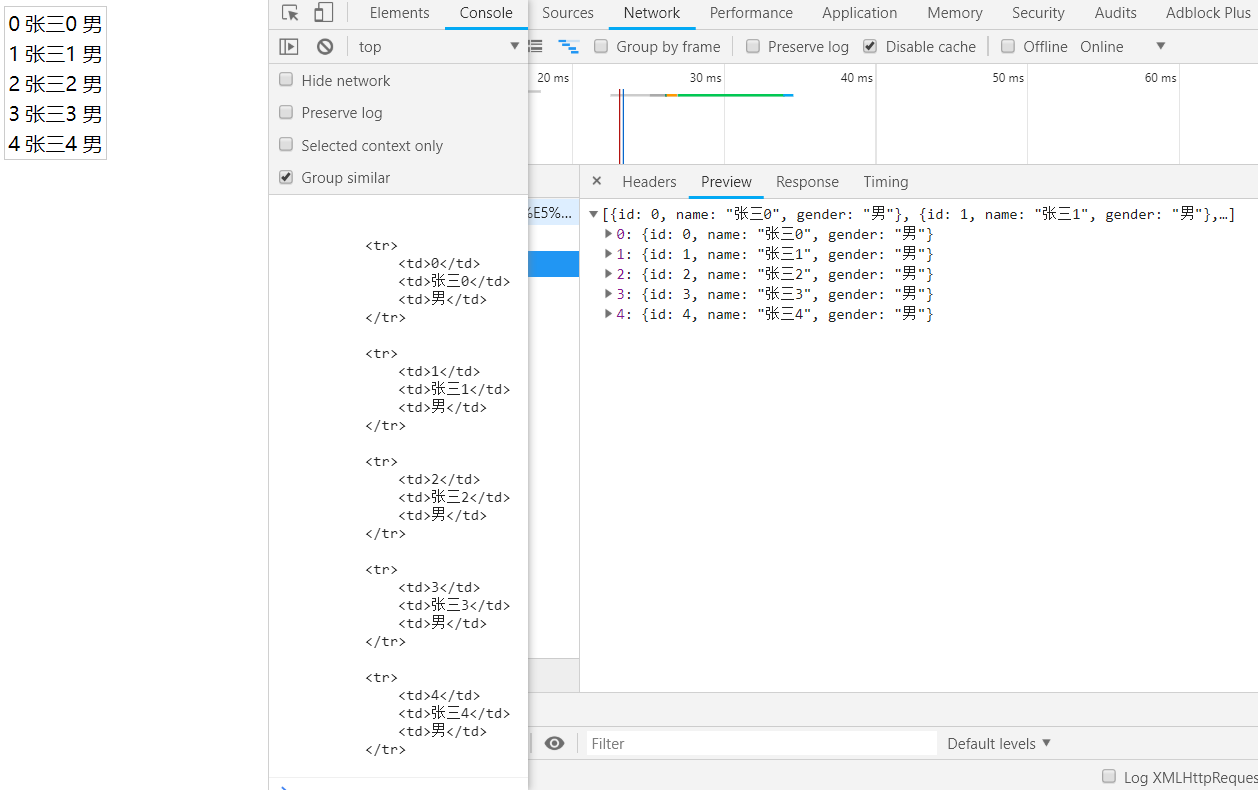 0 张三0 男
1 张三1 男
2 张三2 男
3 张三3 男
4 张三4 男
Elements Console Sources Network Performance Application Memory Security Audits Adblock Plus
top
Group by frame Preserve log Disable cache Offline Online
Hide network
Preserve log
Selected context only
Group similar
20 ms 30 ms 40 ms 50 ms 60 ms
<tr>
<td>0</td>
<td>张三0</td>
<td>男</td>
</tr>
<tr>
<td>1</td>
<td>张三1</td>
<td>男</td>
</tr>
<tr>
<td>2</td>
<td>张三2</td>
<td>男</td>
</tr>
<tr>
<td>3</td>
<td>张三3</td>
<td>男</td>
</tr>
<tr>
<td>4</td>
<td>张三4</td>
<td>男</td>
</tr>
%E5%...
× Headers Preview Response Timing
[{id: 0, name: "张三0", gender: "男"}, {id: 1, name: "张三1", gender: "男"},…]
0: {id: 0, name: "张三0", gender: "男"}
1: {id: 1, name: "张三1", gender: "男"}
2: {id: 2, name: "张三2", gender: "男"}
3: {id: 3, name: "张三3", gender: "男"}
4: {id: 4, name: "张三4", gender: "男"}
Filter Default levels
Log XMLHttpReques